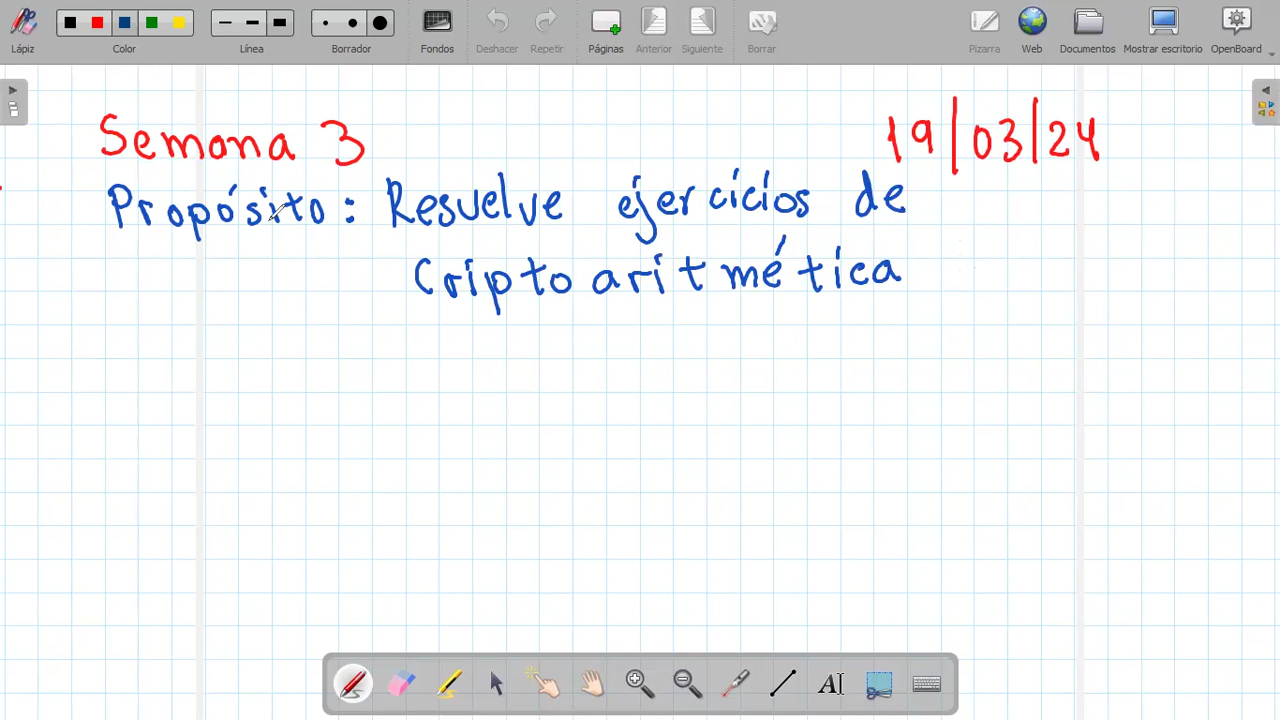 Lápiz Color Línea Borrador Fondos Deshacer Repetir Páginas Anterior Siguiente Borrar Pizarra Web Documentos Mostrar escritorio OpenBoard
Semana 3 19/03/24
Propósito: Resuelve ejercicios de
Criptoaritmética
AI